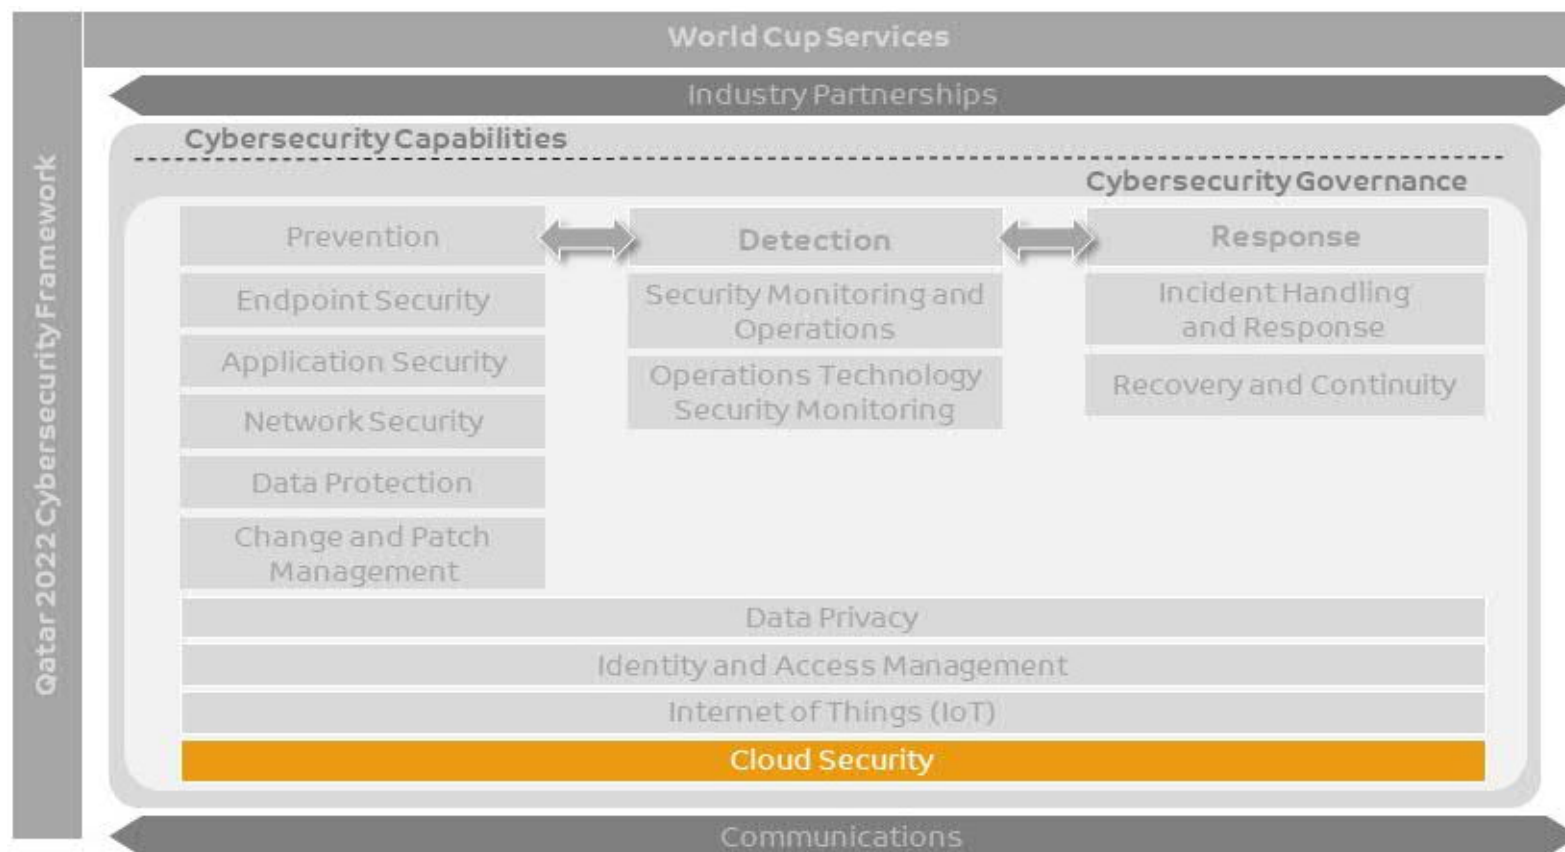 World Cup Services
Industry Partnerships
Qatar 2022 Cybersecurity Framework
Cybersecurity Capabilities
Cybersecurity Governance
Prevention
Endpoint Security
Application Security
Network Security
Data Protection
Change and Patch
Management
Detection
Security Monitoring and
Operations
Operations Technology
Security Monitoring
Response
Incident Handling
and Response
Recovery and Continuity
Data Privacy
Identity and Access Management
Internet of Things (IoT)
Cloud Security
Communications